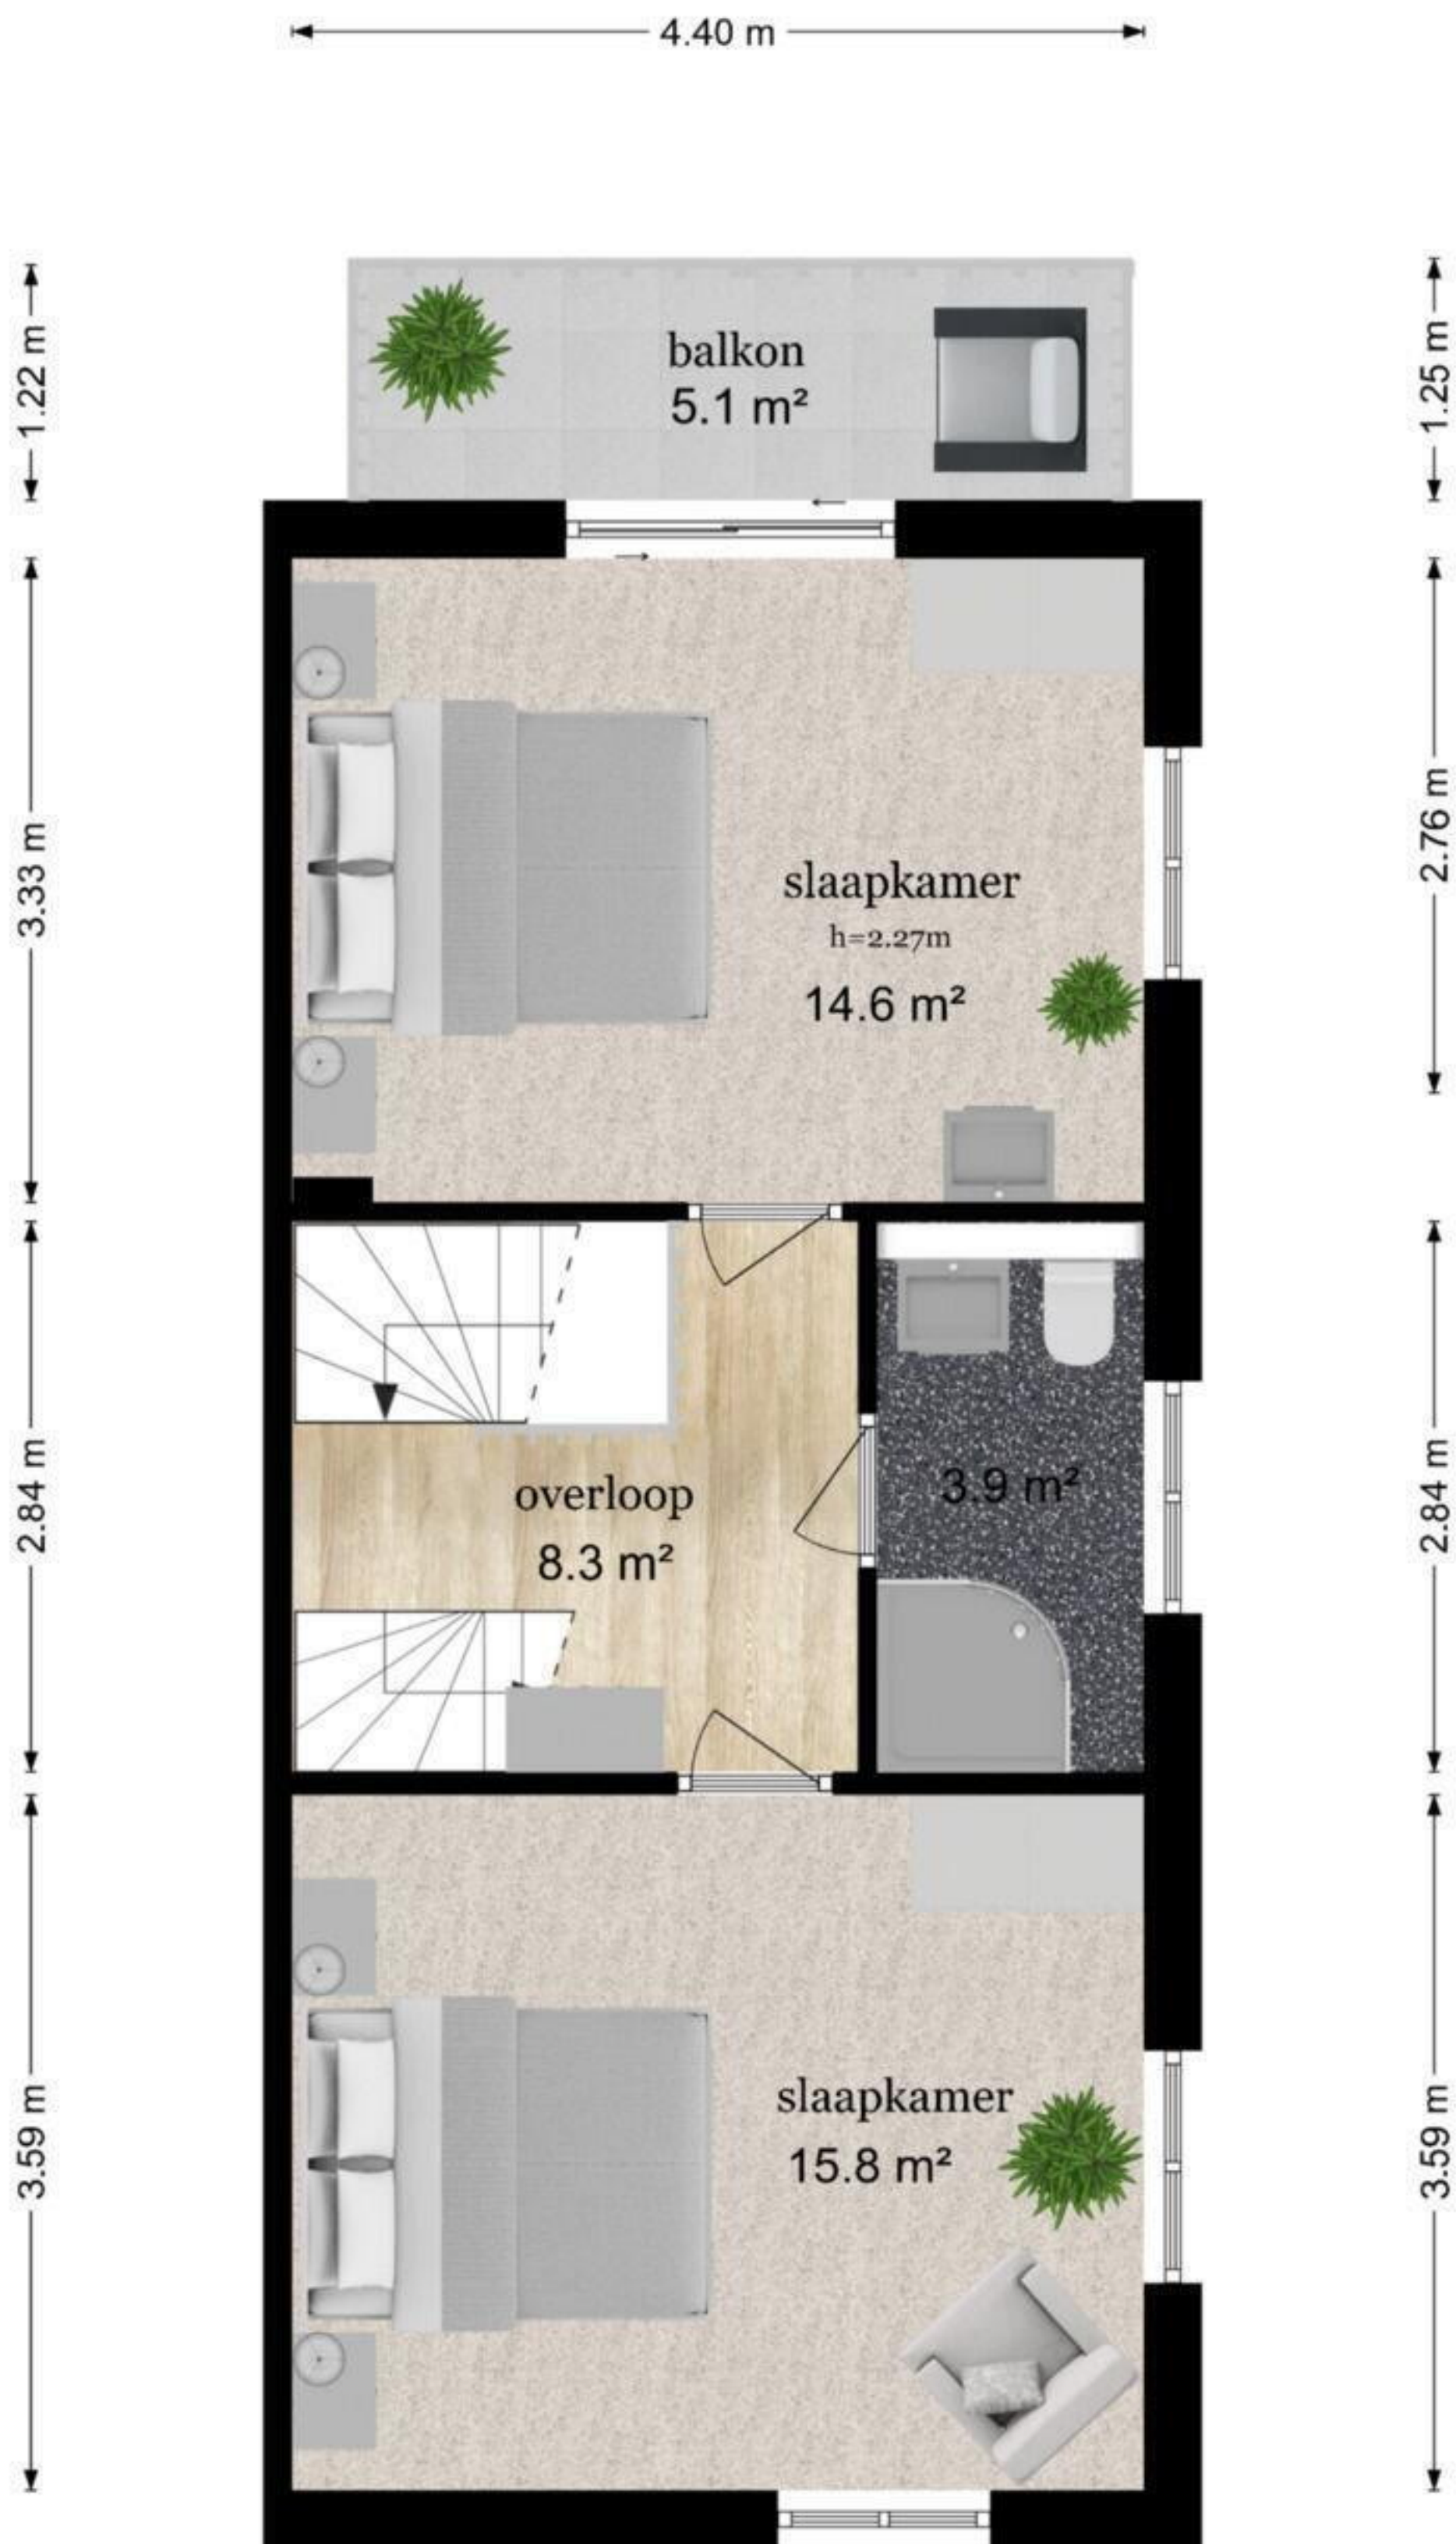 4.40 m
1.22 m
1.25 m
balkon
5.1 m²
3.33 m
2.76 m
slaapkamer
h=2.27m
14.6 m²
2.84 m
2.84 m
overloop
8.3 m²
3.9 m²
3.59 m
3.59 m
slaapkamer
15.8 m²